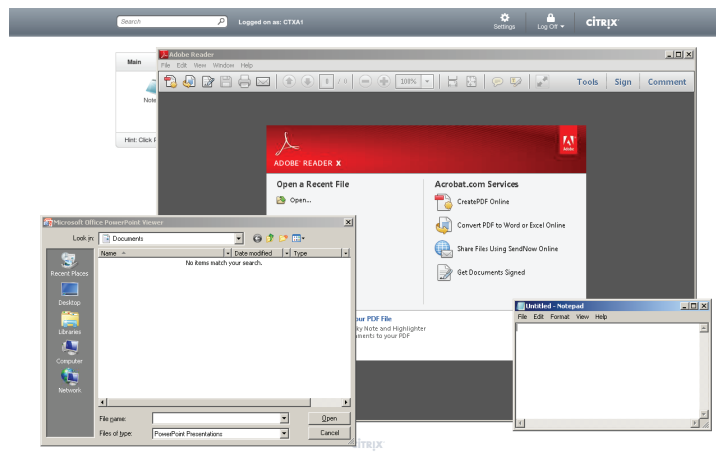 Search
Logged on as: CTXA1
Settings
Log Off
CİTRIX
Main
Note
Hint: Click
Adobe Reader
File Edit View Window Help
100%
Tools Sign Comment
ADOBE® READER® X
Adobe
Open a Recent File
Open...
Acrobat.com Services
CreatePDF Online
Convert PDF to Word or Excel Online
Share Files Using SendNow Online
Get Documents Signed
our PDF File
ky Note and Highlighter
ments to your PDF
Microsoft Office PowerPoint Viewer
Look in: Documents
Name Date modified Type
No items match your search.
Recent Places
Desktop
Libraries
Computer
Network
File name:
Open
Files of type: PowerPoint Presentations
Cancel
Untitled - Notepad
File Edit Format View Help
CİTRIX